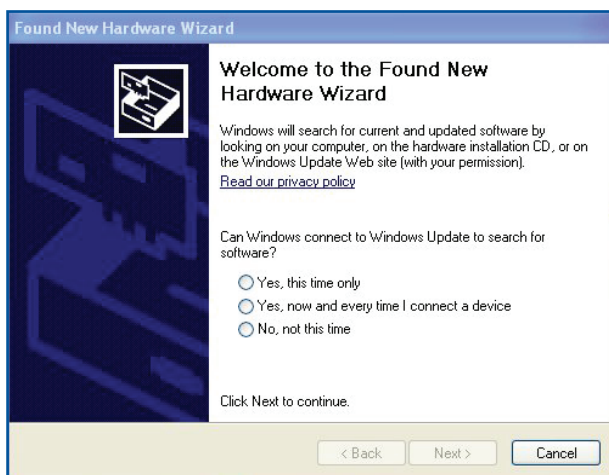 Found New Hardware Wizard
Welcome to the Found New
Hardware Wizard
Windows will search for current and updated software by
looking on your computer, on the hardware installation CD, or on
the Windows Update Web site (with your permission).
Read our privacy policy
Can Windows connect to Windows Update to search for
software?
Yes, this time only
Yes, now and every time I connect a device
No, not this time
Click Next to continue.
< Back Next > Cancel